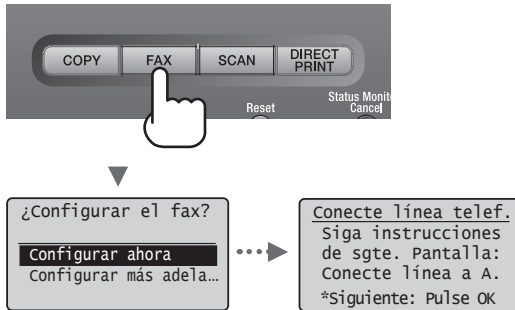 COPY FAX SCAN DIRECT PRINT
Reset Status Monit
Cancel
¿Configurar el fax?
Configurar ahora
Configurar más adela…
Conecte línea telef.
Siga instrucciones
de sgte. Pantalla:
Conecte línea a A.
*Siguiente: Pulse OK